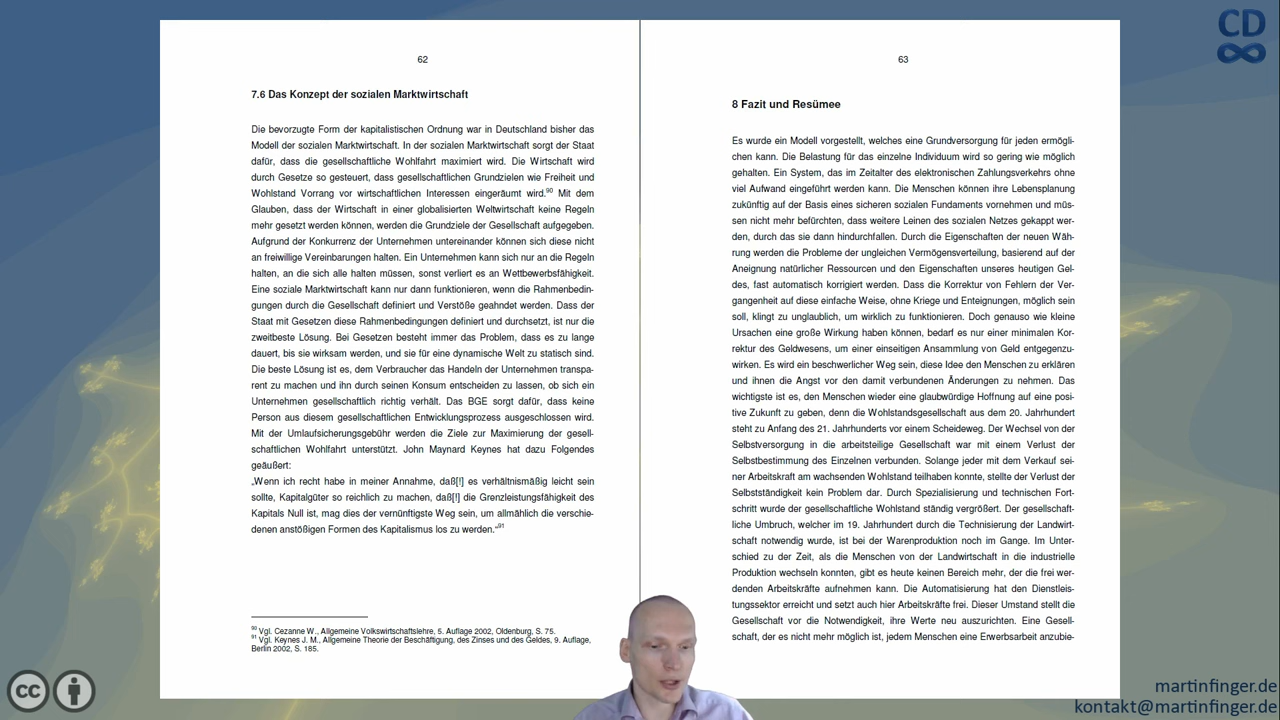 62
7.6 Das Konzept der sozialen Marktwirtschaft
Die bevorzugte Form der kapitalistischen Ordnung war in Deutschland bisher das
Modell der sozialen Marktwirtschaft. In der sozialen Marktwirtschaft sorgt der Staat
dafür, dass die gesellschaftliche Wohlfahrt maximiert wird. Die Wirtschaft wird
durch Gesetze so gesteuert, dass gesellschaftlichen Grundzielen wie Freiheit und
Wohlstand Vorrang vor wirtschaftlichen Interessen eingeräumt wird.90 Mit dem
Glauben, dass der Wirtschaft in einer globalisierten Weltwirtschaft keine Regeln
mehr gesetzt werden können, werden die Grundziele der Gesellschaft aufgegeben.
Aufgrund der Konkurrenz der Unternehmen untereinander können sich diese nicht
an freiwillige Vereinbarungen halten. Ein Unternehmen kann sich nur an die Regeln
halten, an die sich alle halten müssen, sonst verliert es an Wettbewerbsfähigkeit.
Eine soziale Marktwirtschaft kann nur dann funktionieren, wenn die Rahmenbedin-
gungen durch die Gesellschaft definiert und Verstöße geahndet werden. Dass der
Staat mit Gesetzen diese Rahmenbedingungen definiert und durchsetzt, ist nur die
zweitbeste Lösung. Bei Gesetzen besteht immer das Problem, dass es zu lange
dauert, bis sie wirksam werden, und sie für eine dynamische Welt zu statisch sind.
Die beste Lösung ist es, dem Verbraucher das Handeln der Unternehmen transpa-
rent zu machen und ihn durch seinen Konsum entscheiden zu lassen, ob sich ein
Unternehmen gesellschaftlich richtig verhält. Das BGE sorgt dafür, dass keine
Person aus diesem gesellschaftlichen Entwicklungsprozess ausgeschlossen wird.
Mit der Umlaufsicherungsgebühr werden die Ziele zur Maximierung der gesell-
schaftlichen Wohlfahrt unterstützt. John Maynard Keynes hat dazu Folgendes
geäußert:
„Wenn ich recht habe in meiner Annahme, daß[!] es verhältnismäßig leicht sein
sollte, Kapitalgüter so reichlich zu machen, daß[!] die Grenzleistungsfähigkeit des
Kapitals Null ist, mag dies der vernünftigste Weg sein, um allmählich die verschie-
denen anstößigen Formen des Kapitalismus los zu werden."91
90 Vgl. Cezanne W., Allgemeine Volkswirtschaftslehre, 5. Auflage 2002, Oldenburg, S. 75.
91 Vgl. Keynes J. M., Allgemeine Theorie der Beschäftigung, des Zinses und des Geldes, 9. Auflage,
Berlin 2002, S. 185.
63
8 Fazit und Resümee
Es wurde ein Modell vorgestellt, welches eine Grundversorgung für jeden ermögli-
chen kann. Die Belastung für das einzelne Individuum wird so gering wie möglich
gehalten. Ein System, das im Zeitalter des elektronischen Zahlungsverkehrs ohne
viel Aufwand eingeführt werden kann. Die Menschen können ihre Lebensplanung
zukünftig auf der Basis eines sicheren sozialen Fundaments vornehmen und müs-
sen nicht mehr befürchten, dass weitere Leinen des sozialen Netzes gekappt wer-
den, durch das sie dann hindurchfallen. Durch die Eigenschaften der neuen Wäh-
rung werden die Probleme der ungleichen Vermögensverteilung, basierend auf der
Aneignung natürlicher Ressourcen und den Eigenschaften unseres heutigen Gel-
des, fast automatisch korrigiert werden. Dass die Korrektur von Fehlern der Ver-
gangenheit auf diese einfache Weise, ohne Kriege und Enteignungen, möglich sein
soll, klingt zu unglaublich, um wirklich zu funktionieren. Doch genauso wie kleine
Ursachen eine große Wirkung haben können, bedarf es nur einer minimalen Kor-
rektur des Geldwesens, um einer einseitigen Ansammlung von Geld entgegenzu-
wirken. Es wird ein beschwerlicher Weg sein, diese Idee den Menschen zu erklären
und ihnen die Angst vor den damit verbundenen Änderungen zu nehmen. Das
wichtigste ist es, den Menschen wieder eine glaubwürdige Hoffnung auf eine posi-
tive Zukunft zu geben, denn die Wohlstandsgesellschaft aus dem 20. Jahrhundert
steht zu Anfang des 21. Jahrhunderts vor einem Scheideweg. Der Wechsel von der
Selbstversorgung in die arbeitsteilige Gesellschaft war mit einem Verlust der
Selbstbestimmung des Einzelnen verbunden. Solange jeder mit dem Verkauf sei-
ner Arbeitskraft am wachsenden Wohlstand teilhaben konnte, stellte der Verlust der
Selbstständigkeit kein Problem dar. Durch Spezialisierung und technischen Fort-
schritt wurde der gesellschaftliche Wohlstand ständig vergrößert. Der gesellschaft-
liche Umbruch, welcher im 19. Jahrhundert durch die Technisierung der Landwirt-
schaft notwendig wurde, ist bei der Warenproduktion noch im Gange. Im Unter-
schied zu der Zeit, als die Menschen von der Landwirtschaft in die industrielle
Produktion wechseln konnten, gibt es heute keinen Bereich mehr, der die frei wer-
denden Arbeitskräfte aufnehmen kann. Die Automatisierung hat den Dienstleis-
tungssektor erreicht und setzt auch hier Arbeitskräfte frei. Dieser Umstand stellt die
Gesellschaft vor die Notwendigkeit, ihre Werte neu auszurichten. Eine Gesell-
schaft, der es nicht mehr möglich ist, jedem Menschen eine Erwerbsarbeit anzubie-
CD
cc
martinfinger.de
kontakt@martinfinger.de